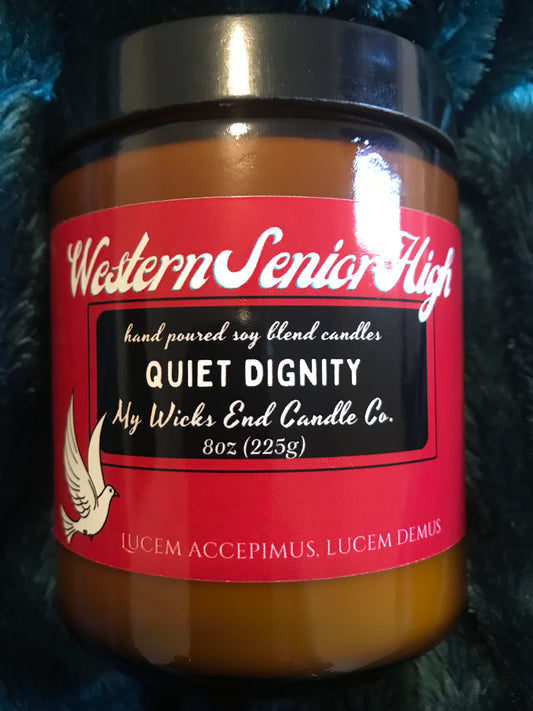 Western Senior High
hand poured soy blend candles
QUIET DIGNITY
My Wicks End Candle Co.
8oz (225g)
LUCEM ACCEPIMUS, LUCEM DEMUS